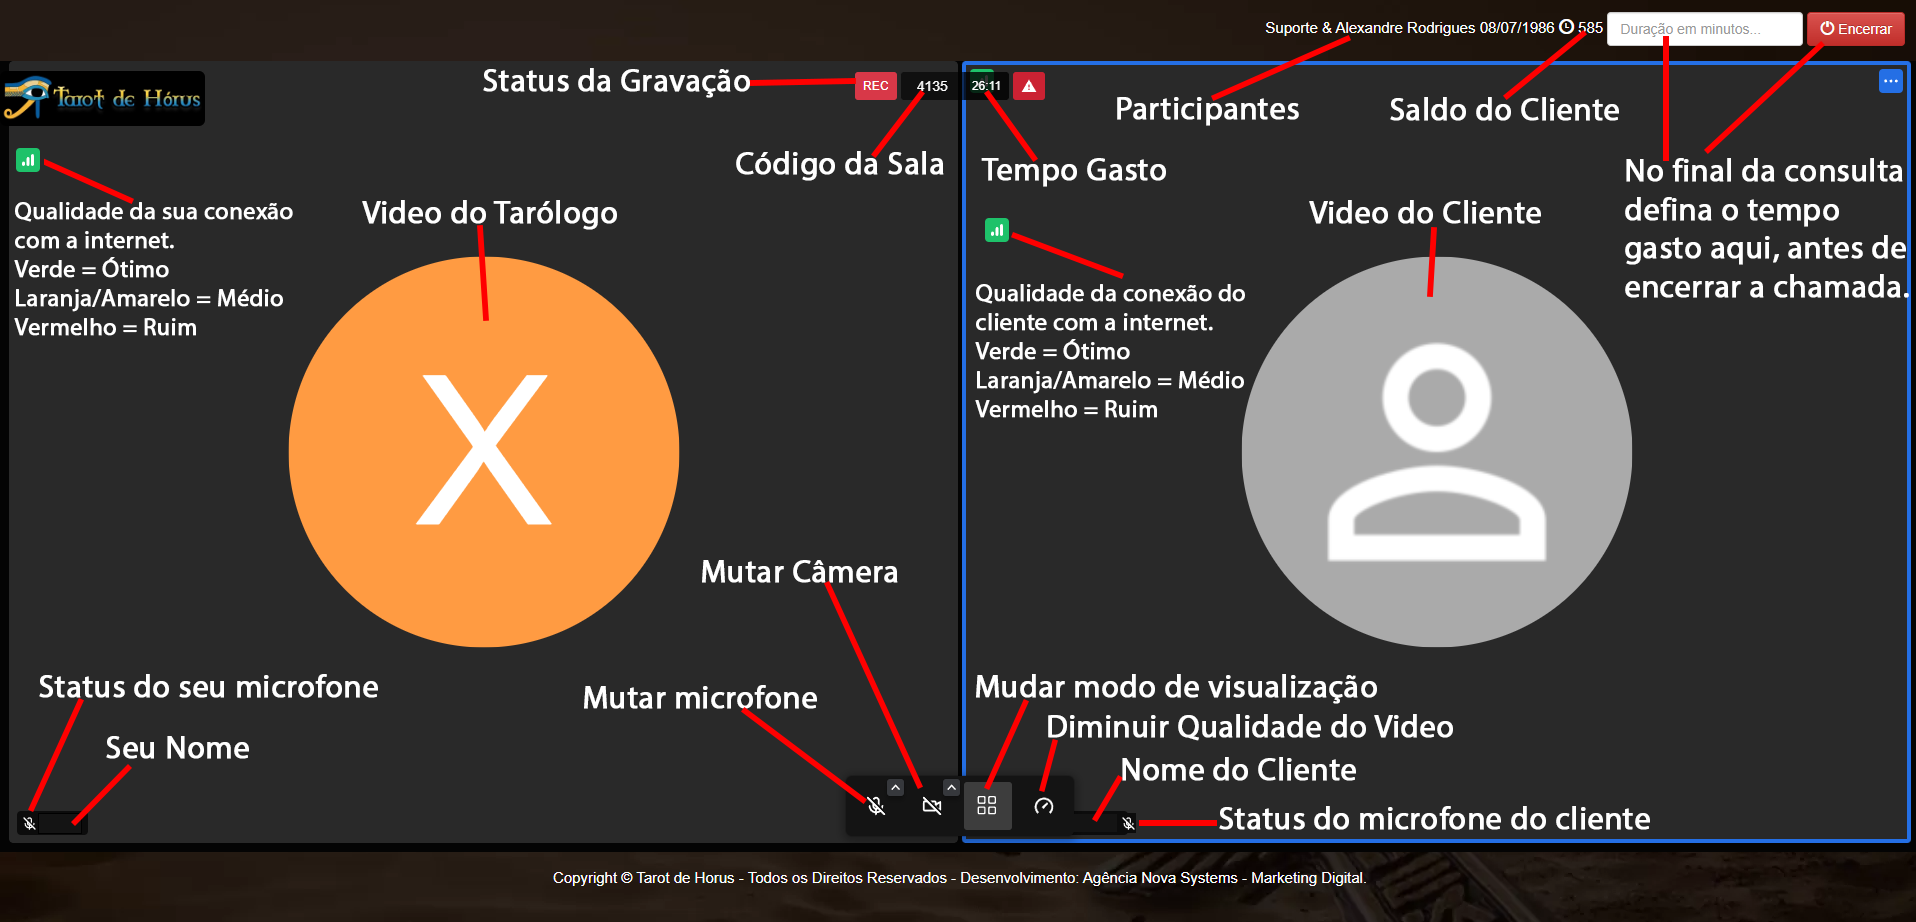 Suporte & Alexandre Rodrigues 08/07/1986 585 Duração em minutos... Encerrar
Tarot de Hórus
Status da Gravação
REC 4135 26:11
Participantes
Saldo do Cliente
Código da Sala
Tempo Gasto
No final da consulta
defina o tempo
gasto aqui, antes de
encerrar a chamada.
Qualidade da sua conexão
com a internet.
Verde = Ótimo
Laranja/Amarelo = Médio
Vermelho = Ruim
Video do Tarólogo
Video do Cliente
Qualidade da conexão do
cliente com a internet.
Verde = Ótimo
Laranja/Amarelo = Médio
Vermelho = Ruim
X
Mutar Câmera
Status do seu microfone
Mutar microfone
Mudar modo de visualização
Diminuir Qualidade do Video
Seu Nome
Nome do Cliente
Status do microfone do cliente
Copyright © Tarot de Horus - Todos os Direitos Reservados - Desenvolvimento: Agência Nova Systems - Marketing Digital.